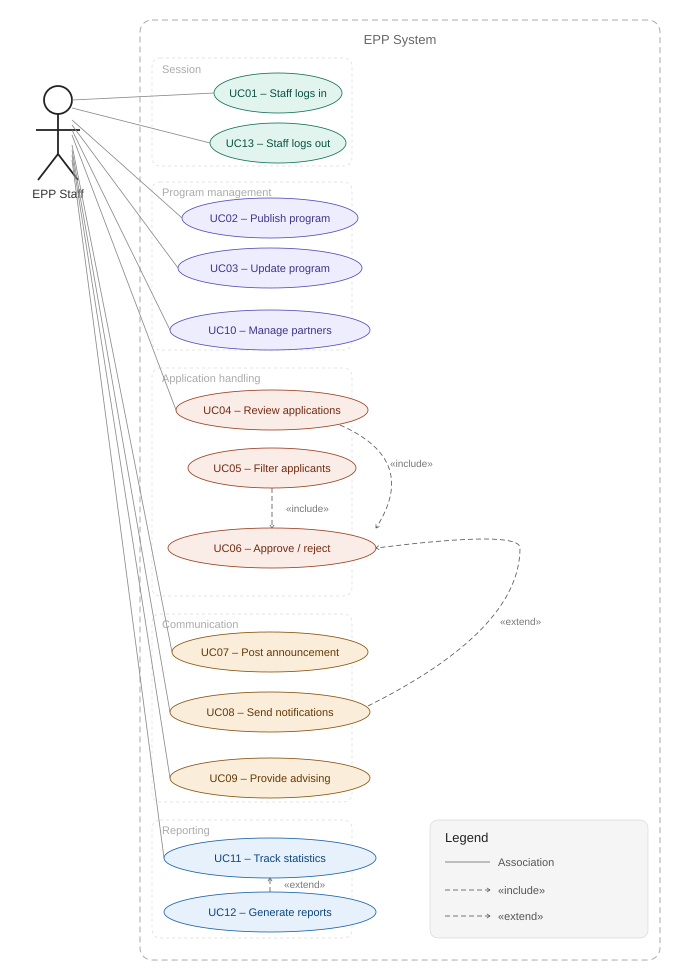 EPP System
Session
UC01 – Staff logs in
UC13 – Staff logs out
EPP Staff
Program management
UC02 – Publish program
UC03 – Update program
UC10 – Manage partners
Application handling
UC04 – Review applications
«include»
UC05 – Filter applicants
«include»
UC06 – Approve / reject
«extend»
Communication
UC07 – Post announcement
UC08 – Send notifications
UC09 – Provide advising
Reporting
UC11 – Track statistics
«extend»
UC12 – Generate reports
Legend
Association
«include»
«extend»